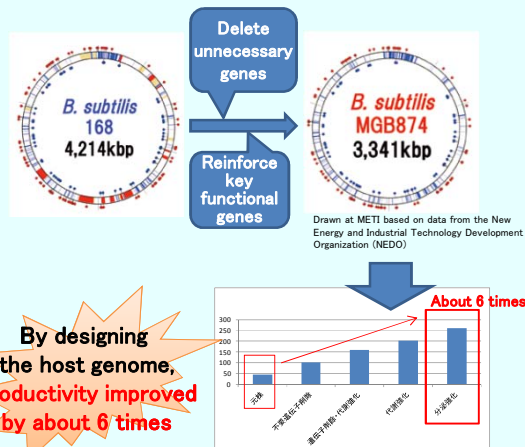 Delete
unnecessary
genes
B. subtilis
168
4,214kbp
B. subtilis
MGB874
3,341kbp
Reinforce
key
functional
genes
Drawn at METI based on data from the New
Energy and Industrial Technology Development
Organization (NEDO)
About 6 times
By designing
the host genome,
productivity improved
by about 6 times
300
250
200
150
100
50
0
元株
不要遺伝子削除
遺伝子削除+代謝強化
代謝強化
分泌強化